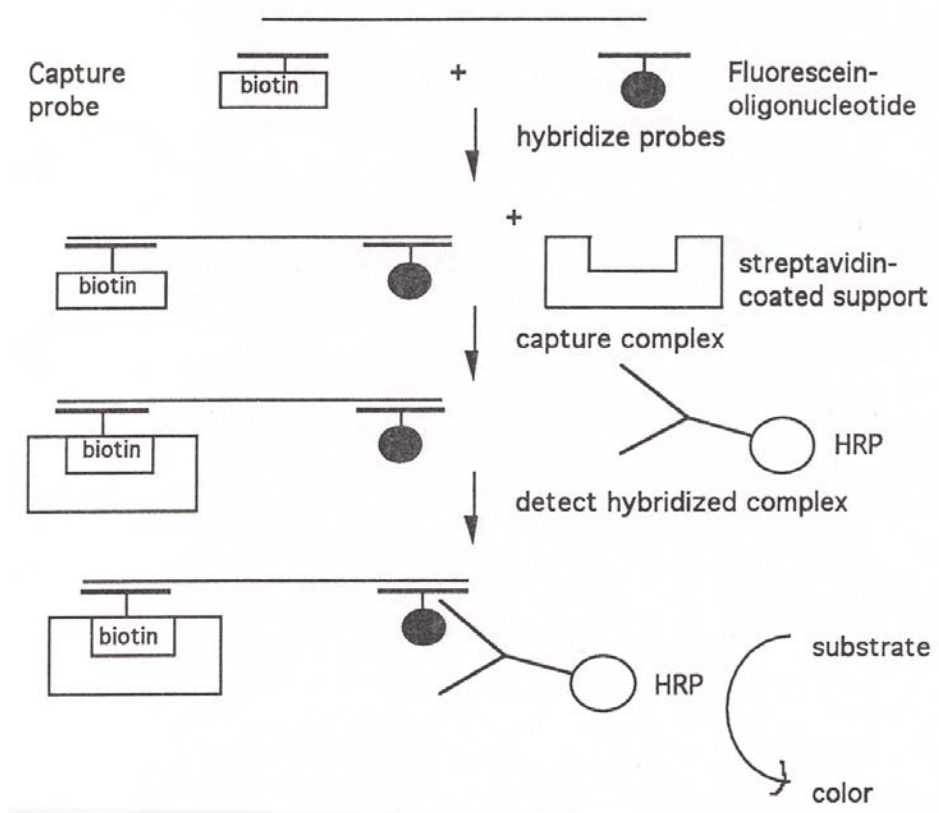 Capture
probe
biotin
+
Fluorescein-
oligonucleotide
hybridize probes
+
biotin
streptavidin-
coated support
capture complex
biotin
HRP
detect hybridized complex
biotin
HRP
substrate
color